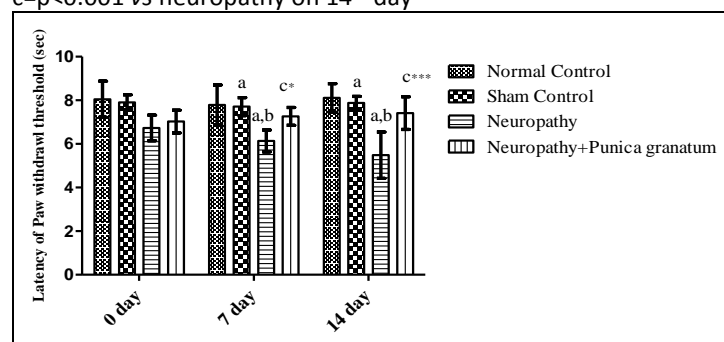 c=p<0.001 vs neuropathy on 14 day
Latency of Paw withdrawl threshold (sec)
10
8
6
4
2
0
a
a,b
c*
a
a,b
c***
0 day
7 day
14 day
Normal Control
Sham Control
Neuropathy
Neuropathy+Punica granatum